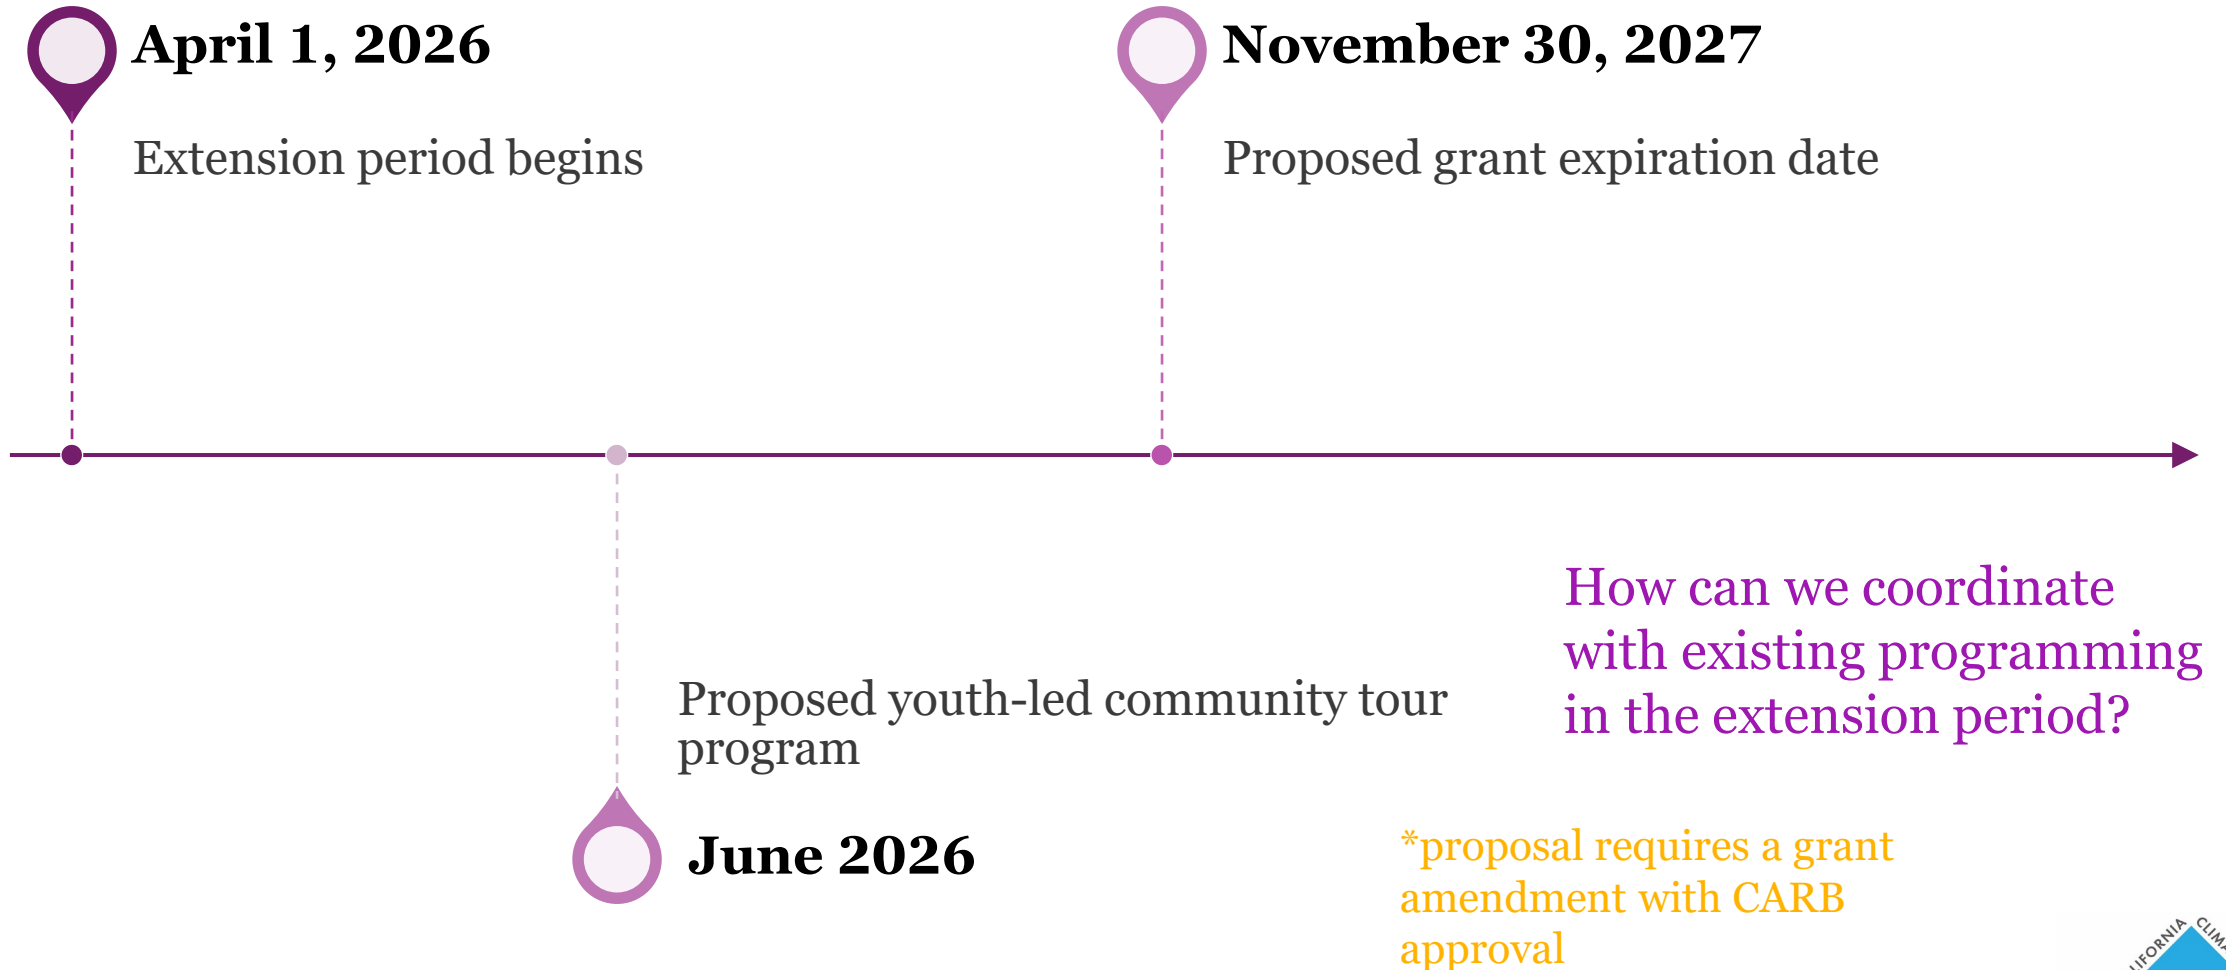 April 1, 2026
Extension period begins
November 30, 2027
Proposed grant expiration date
Proposed youth-led community tour
program
June 2026
How can we coordinate
with existing programming
in the extension period?
*proposal requires a grant
amendment with CARB
approval